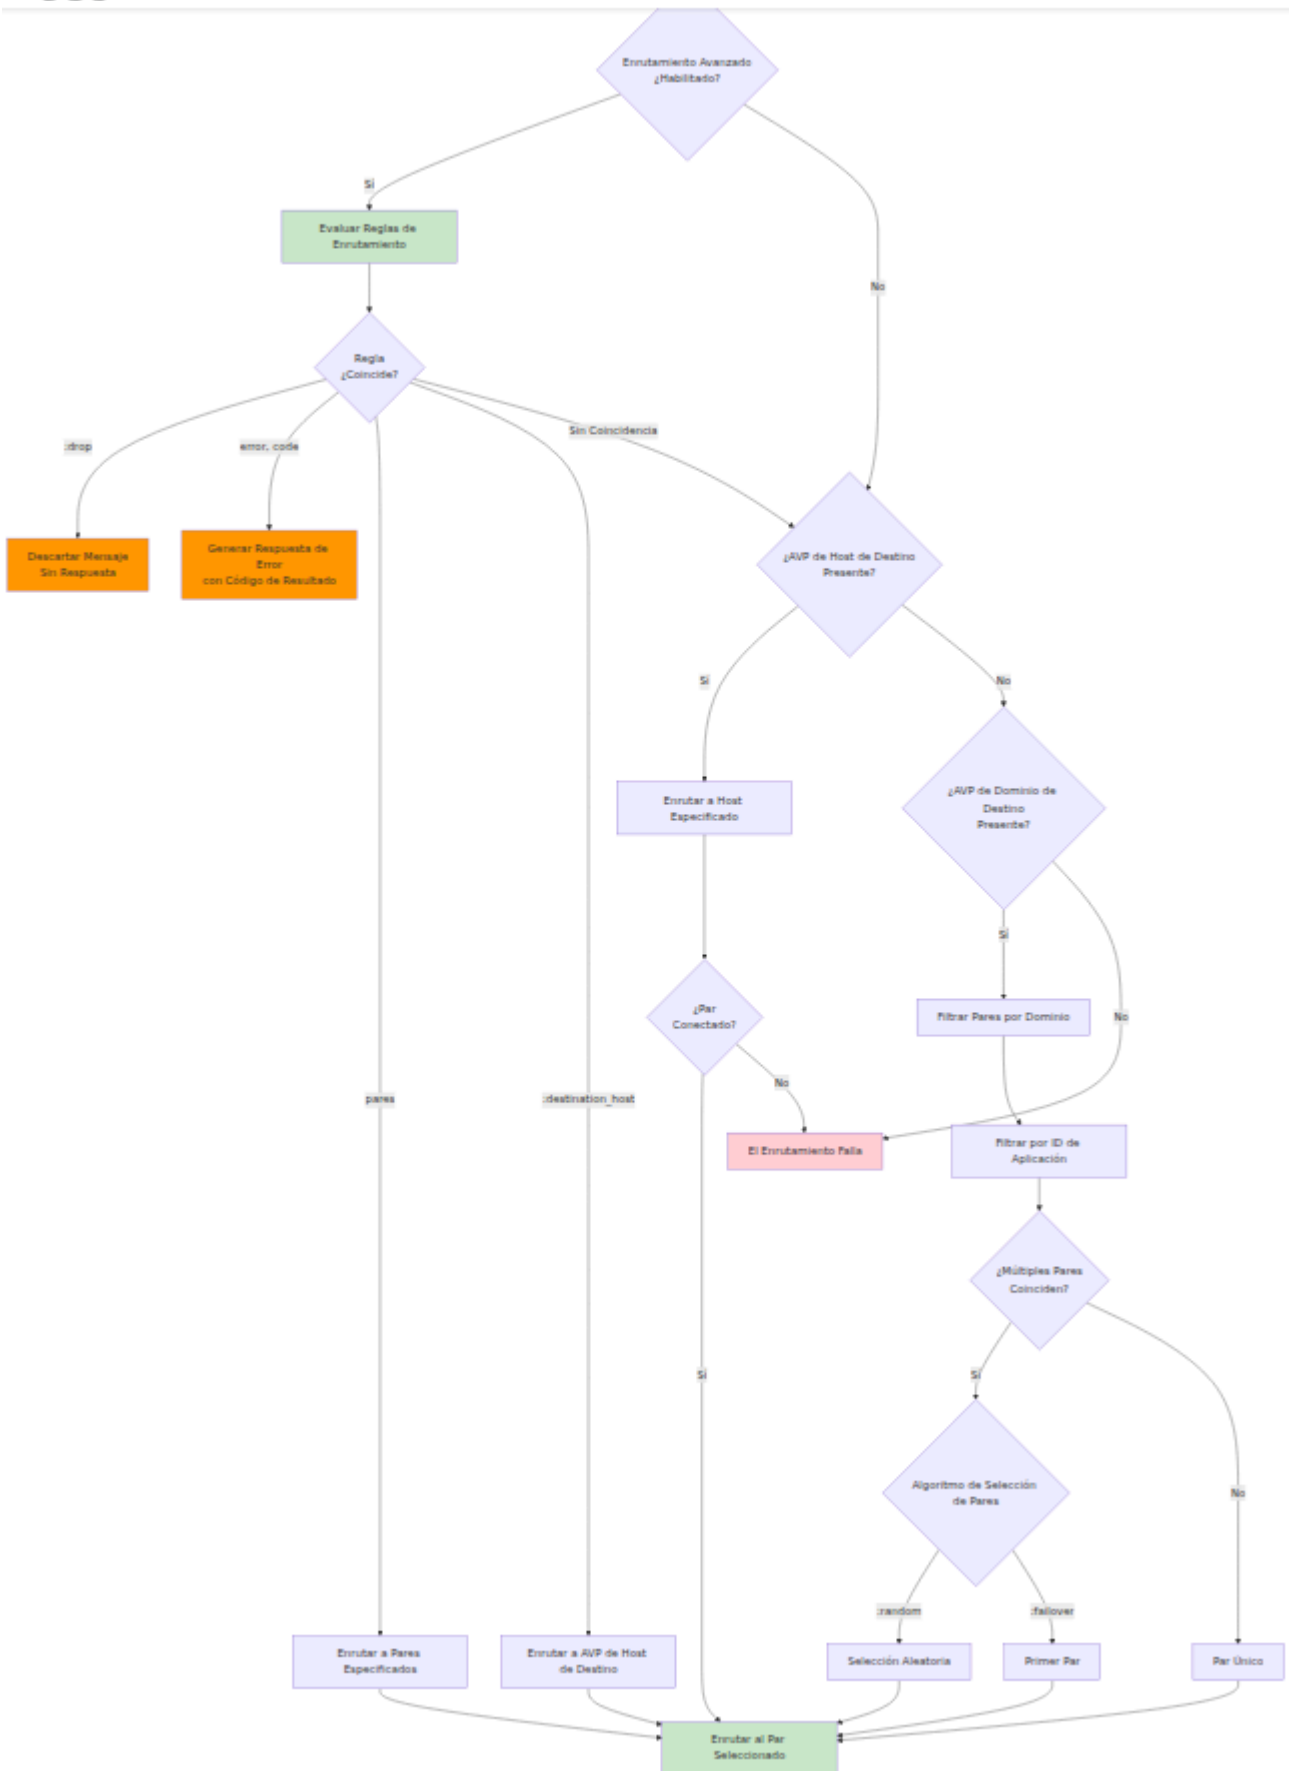 Enrutamiento Avanzado
¿Habilitado?
Sí
Evaluar Reglas de
Enrutamiento
No
Regla
¿Coincide?
Sin Coincidencia
:drop
error, code
Descartar Mensaje
Sin Respuesta
Generar Respuesta de
Error
con Código de Resultado
¿AVP de Host de Destino
Presente?
Sí
No
Enrutar a Host
Especificado
¿AVP de Dominio de
Destino
Presente?
Sí
¿Par
Conectado?
Filtrar Pares por Dominio
No
No
pares
:destination_host
El Enrutamiento Falla
Filtrar por ID de
Aplicación
¿Múltiples Pares
Coinciden?
Sí
Sí
Algoritmo de Selección
de Pares
No
:random
:failover
Enrutar a Pares
Especificados
Enrutar a AVP de Host
de Destino
Selección Aleatoria
Primer Par
Par Único
Enrutar al Par
Seleccionado